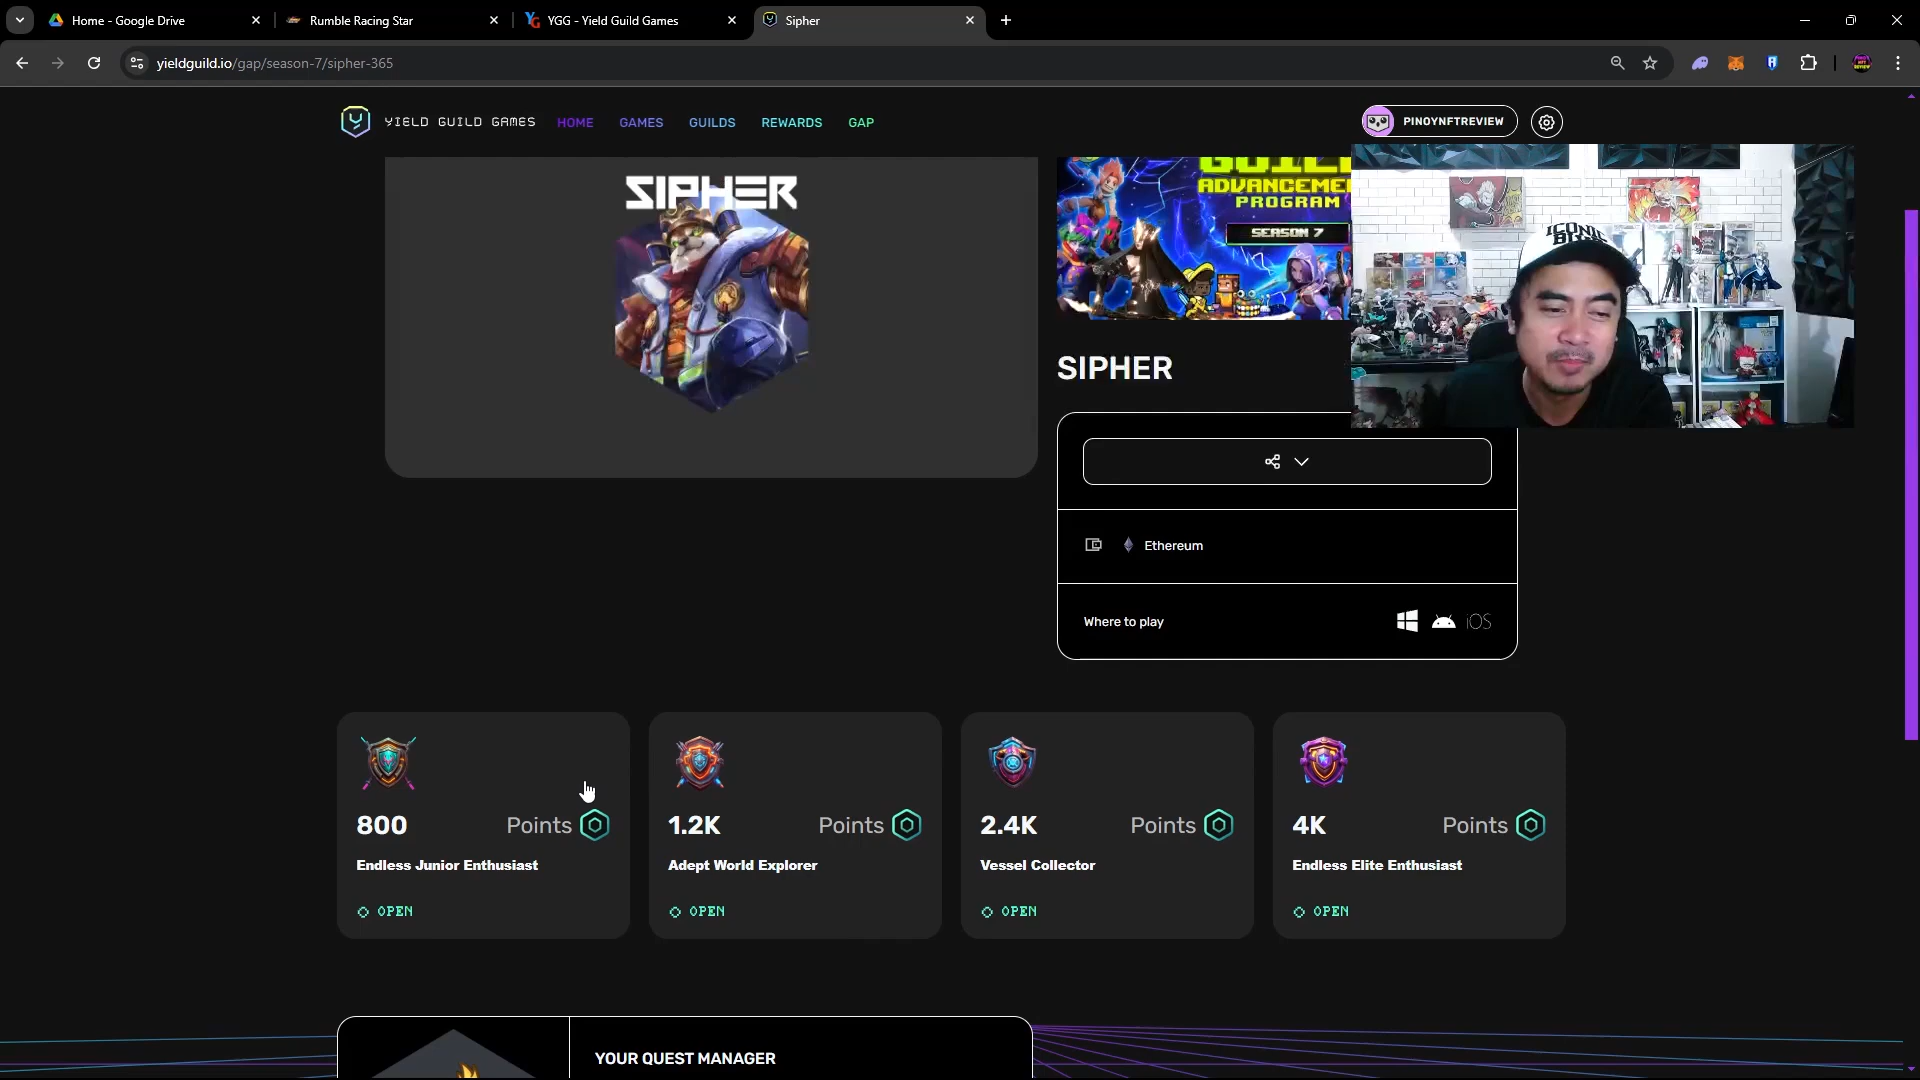 Home - Google Drive
Rumble Racing Star
YGG - Yield Guild Games
Sipher
yieldguild.io/gap/season-7/sipher-365
YIELD GUILD GAMES
HOME
GAMES
GUILDS
REWARDS
GAP
PINOYNFTREVIEW
SIPHER
GUILD
ADVANCEMEN
PROGRAM
SEASON 7
ICONIC
SIPHER
Ethereum
Where to play
iOS
800
Points
Endless Junior Enthusiast
OPEN
1.2K
Points
Adept World Explorer
OPEN
2.4K
Points
Vessel Collector
OPEN
4K
Points
Endless Elite Enthusiast
OPEN
YOUR QUEST MANAGER